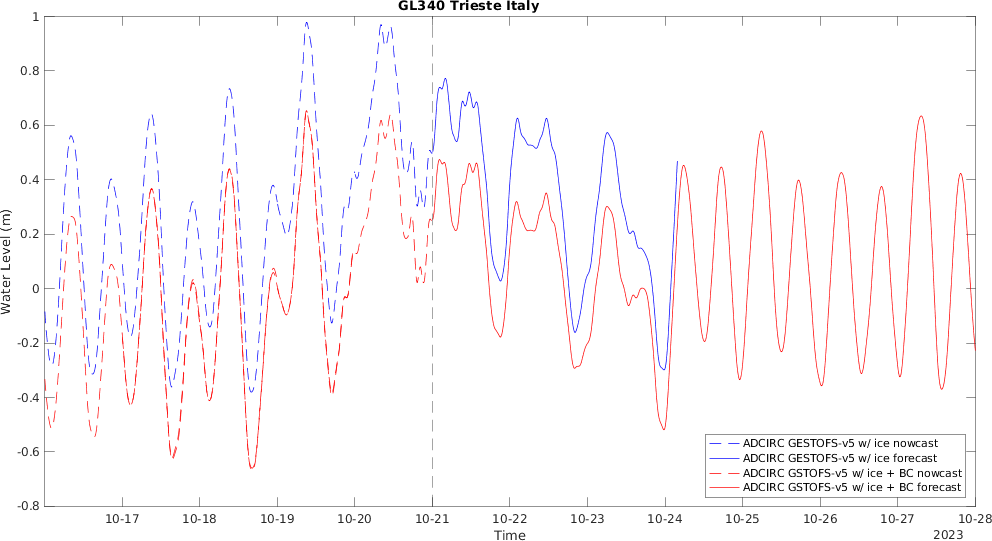 GL340 Trieste Italy
Water Level (m)
1
0.8
0.6
0.4
0.2
0
-0.2
-0.4
-0.6
-0.8
ADCIRC GESTOFS-v5 w/ ice nowcast
ADCIRC GESTOFS-v5 w/ ice forecast
ADCIRC GSTOFS-v5 w/ ice + BC nowcast
ADCIRC GSTOFS-v5 w/ ice + BC forecast
10-17 10-18 10-19 10-20 10-21 10-22 10-23 10-24 10-25 10-26 10-27 10-28
Time
2023